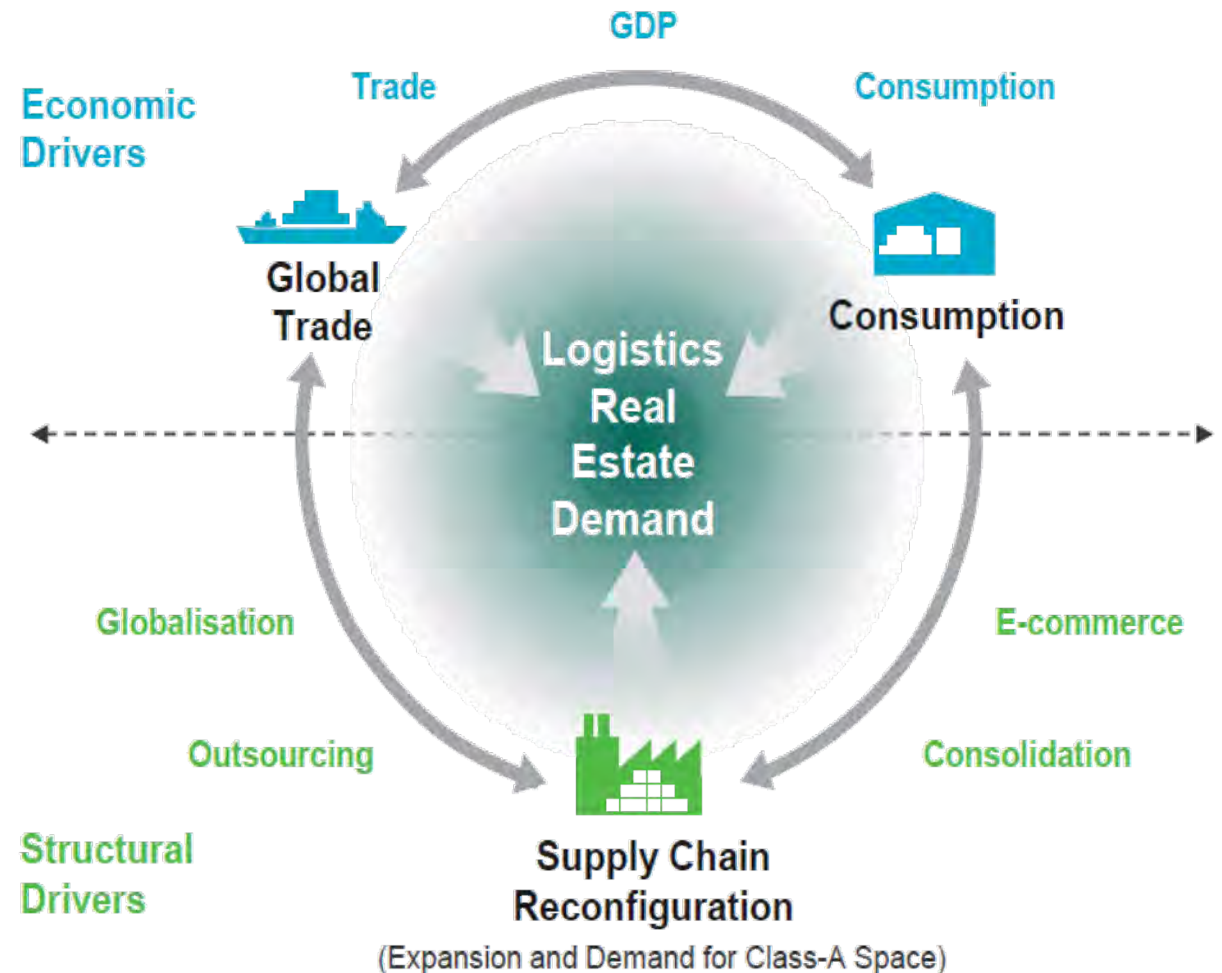 GDP
Trade
Consumption
Economic
Drivers
Global
Trade
Consumption
Logistics
Real
Estate
Demand
Globalisation
E-commerce
Outsourcing
Consolidation
Structural
Drivers
Supply Chain
Reconfiguration
(Expansion and Demand for Class-A Space)